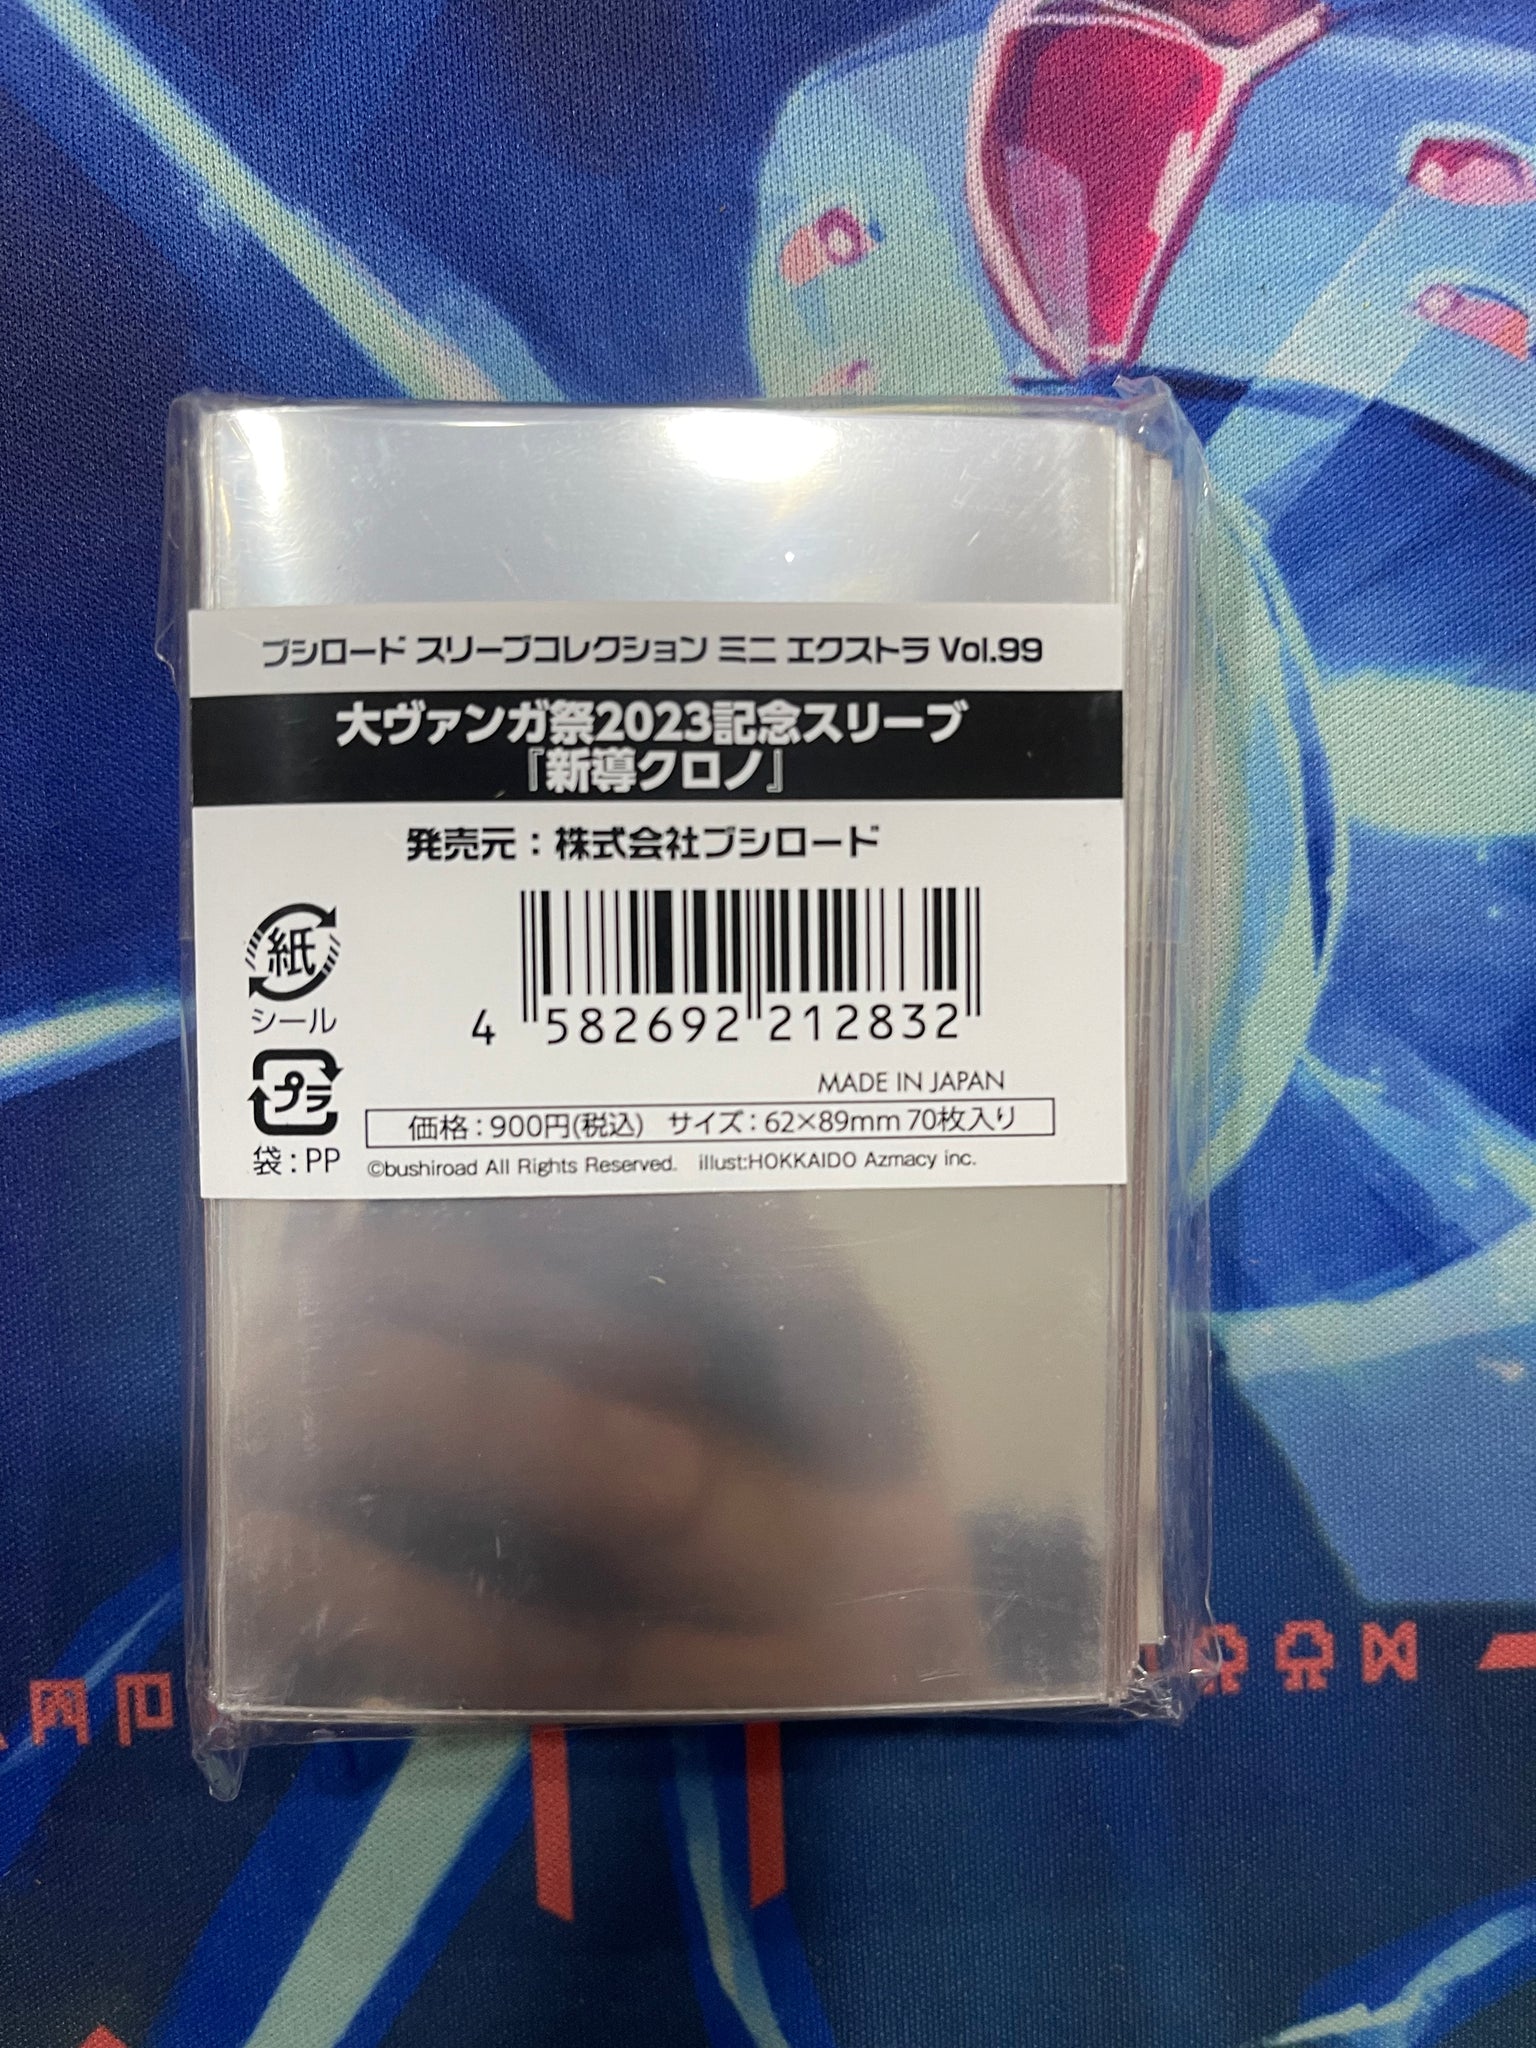 ブシロード スリーブコレクション ミニ エクストラ Vol.99
大ヴァンガ祭2023記念スリーブ
『新導クロノ』
発売元：株式会社ブシロード
紙
シール
4 582692 212832
プラ
MADE IN JAPAN
価格：900円(税込) サイズ：62×89mm 70枚入り
袋：PP
©bushiroad All Rights Reserved. illust:HOKKAIDO Azmacy inc.